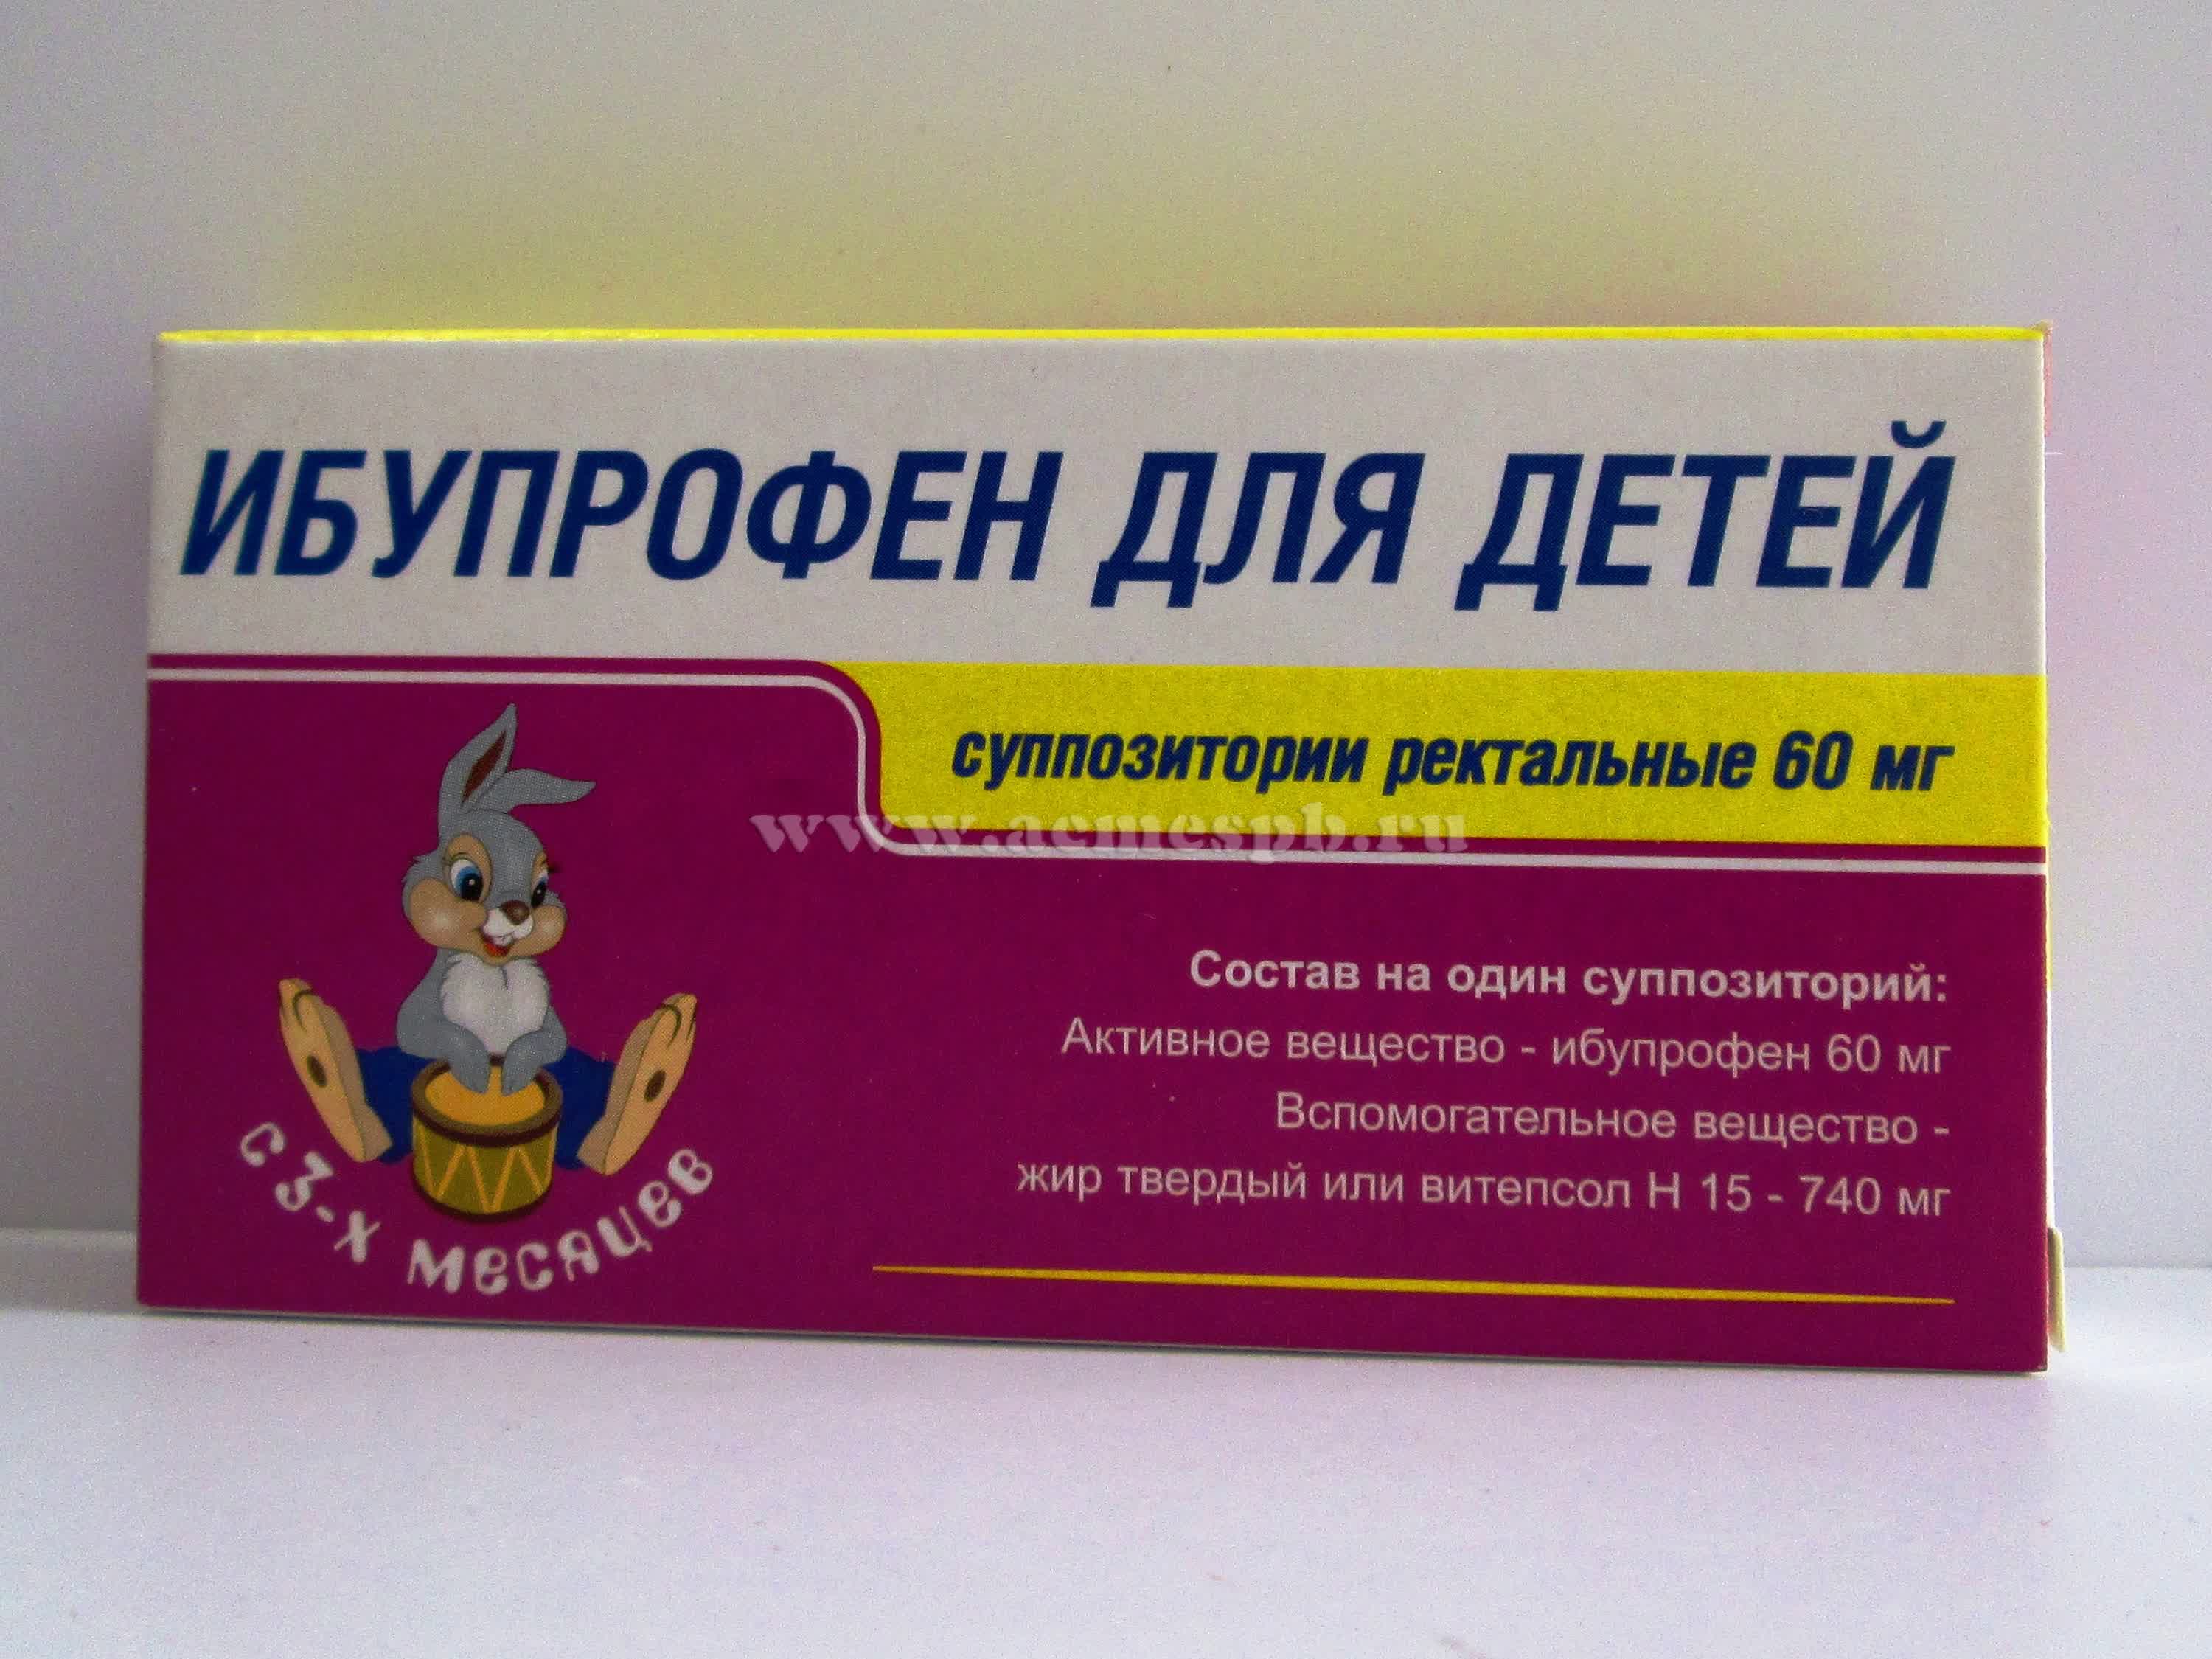 ИБУПРОФЕН ДЛЯ ДЕТЕЙ
суппозитории ректальные 60 мг
www.acmespb.ru
Состав на один суппозиторий:
Активное вещество - ибупрофен 60 мг
Вспомогательное вещество -
жир твердый или витепсол Н 15 - 740 мг
с 3-х месяцев